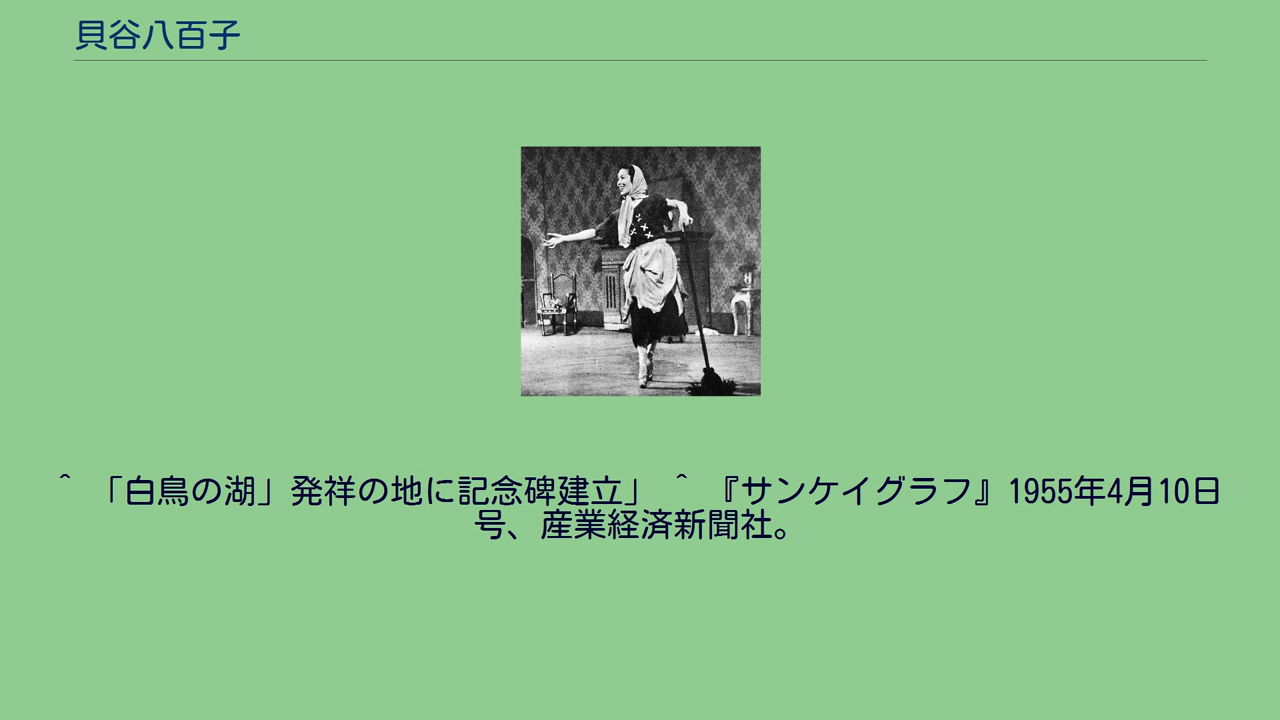 貝谷八百子
^ 「白鳥の湖」発祥の地に記念碑建立」 ^ 『サンケイグラフ』1955年4月10日
号、産業経済新聞社。